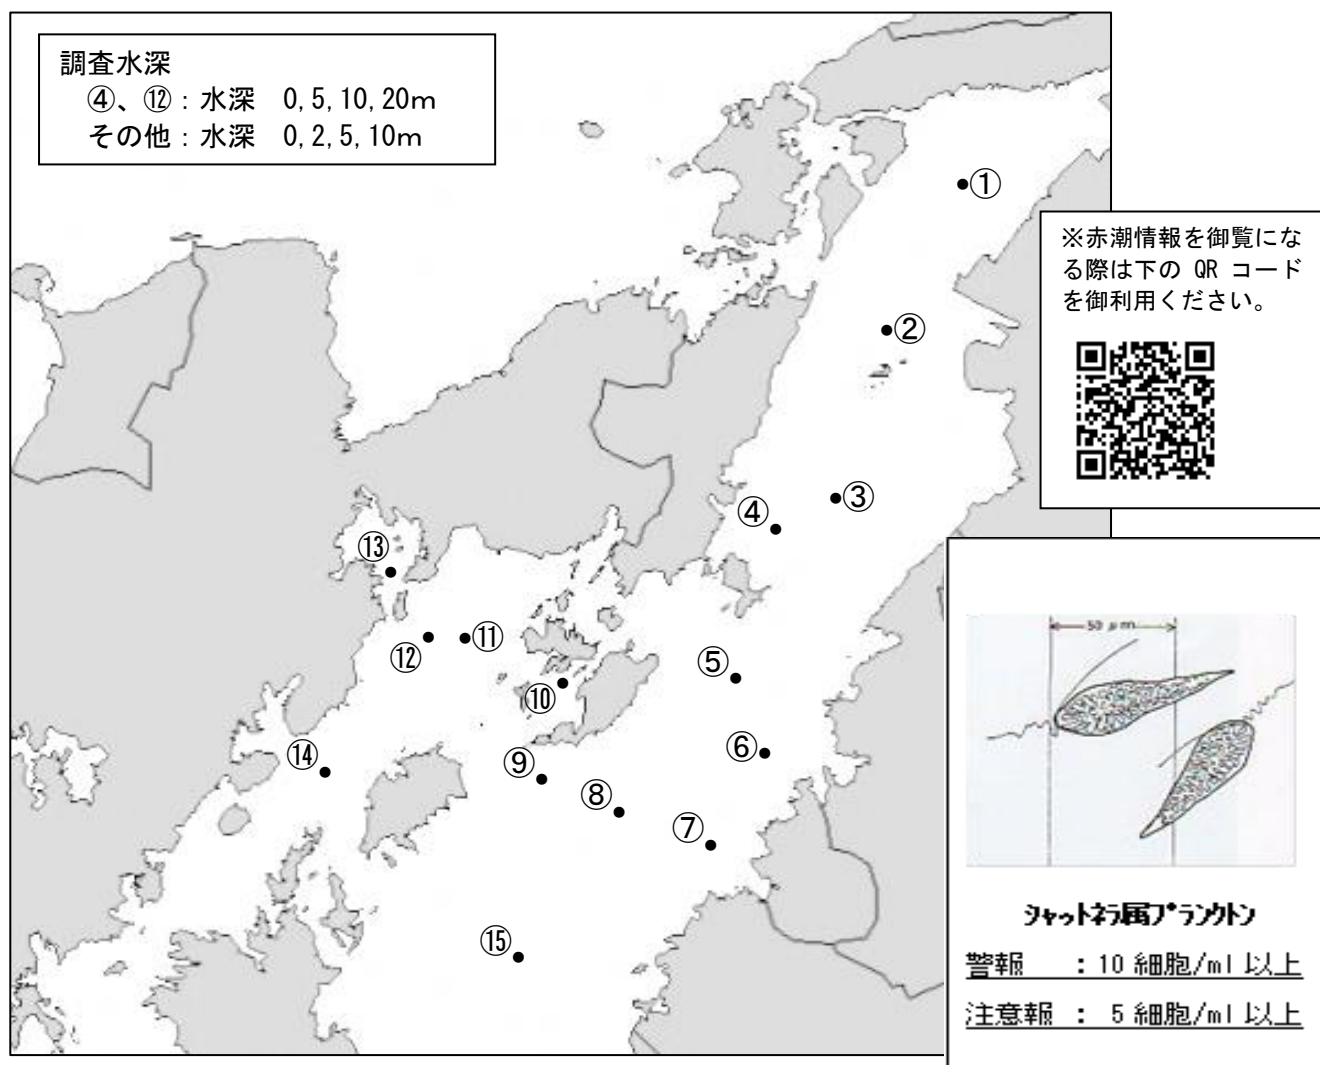 調査水深
④、⑫：水深 0,5,10,20m
その他：水深 0,2,5,10m
①
※赤潮情報を御覧にな
る際は下の QR コード
を御利用ください。
②
③
④
⑬
⑪
⑫
⑤
⑩
⑥
⑭
⑨
⑧
⑦
⑮
50 μm
シャットネラ属プランクトン
警報 ：10 細胞/ml 以上
注意報 ： 5 細胞/ml 以上